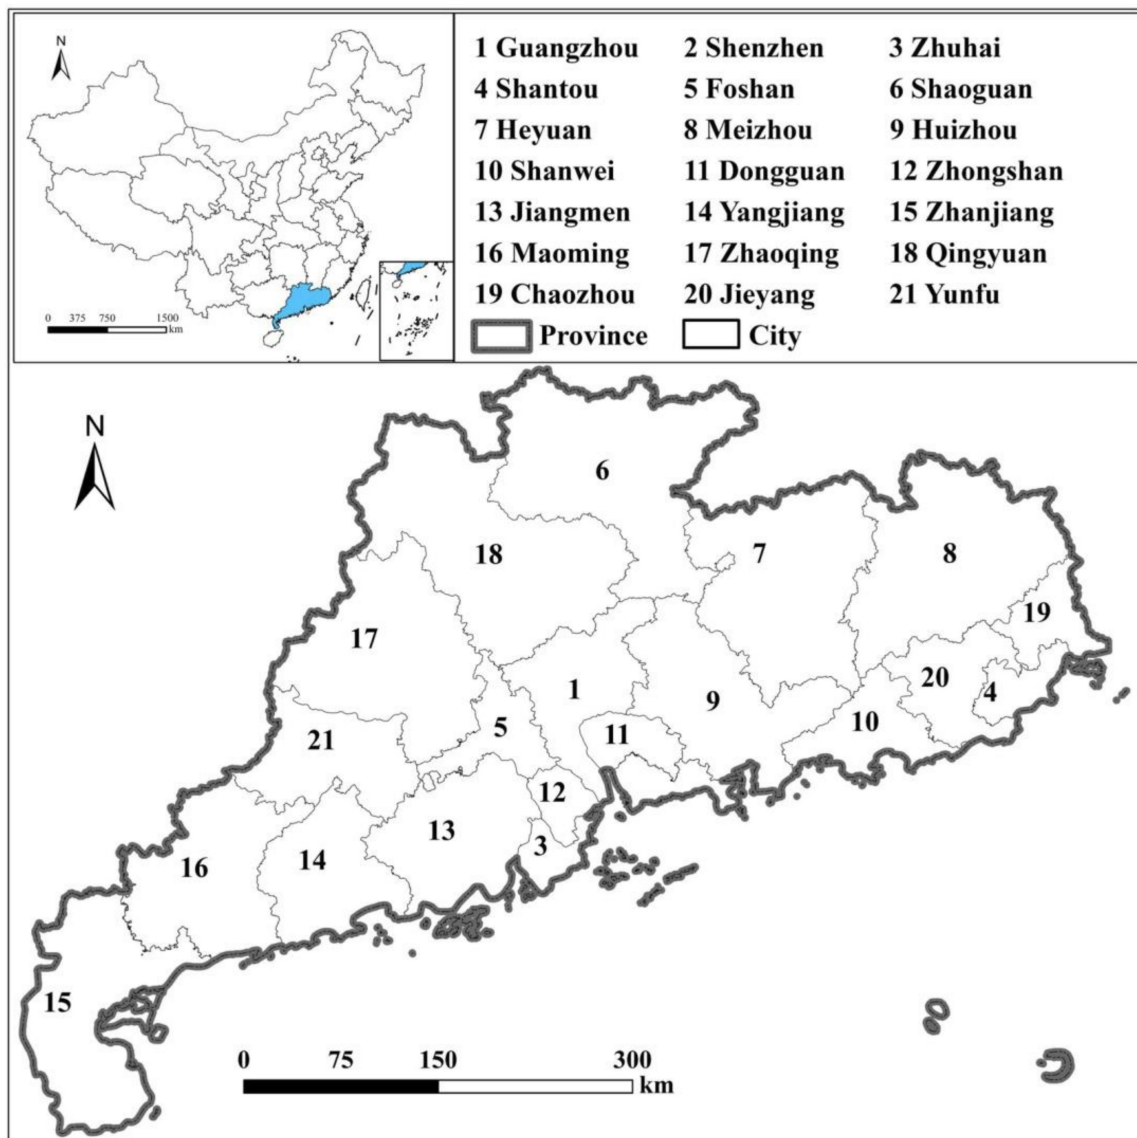 N
0 375 750 1500
km
1 Guangzhou 2 Shenzhen 3 Zhuhai
4 Shantou 5 Foshan 6 Shaoguan
7 Heyuan 8 Meizhou 9 Huizhou
10 Shanwei 11 Dongguan 12 Zhongshan
13 Jiangmen 14 Yangjiang 15 Zhanjiang
16 Maoming 17 Zhaoqing 18 Qingyuan
19 Chaozhou 20 Jieyang 21 Yunfu
Province City
N
6
18
7
8
17
19
1
9
20
4
21
5
11
10
12
13
3
14
16
15
0 75 150 300
km